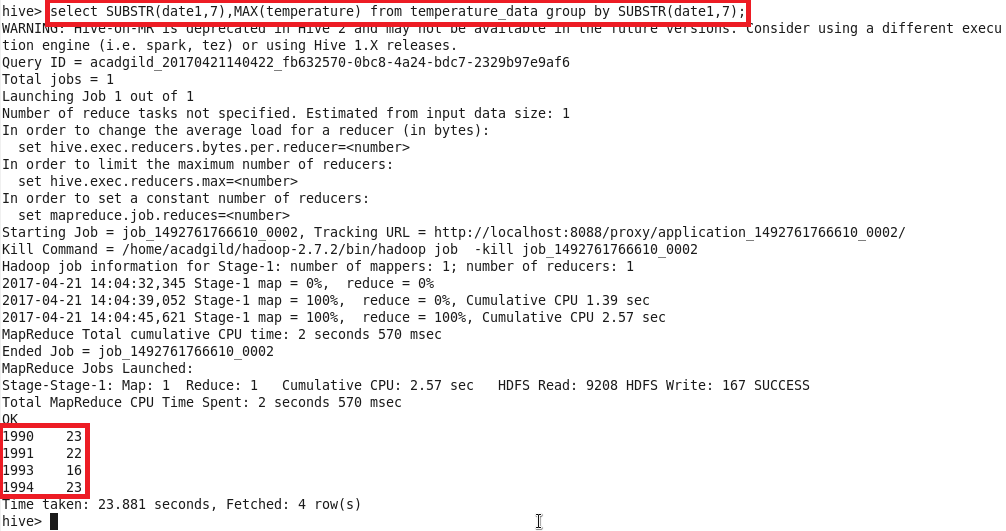 hive> select SUBSTR(date1,7),MAX(temperature) from temperature_data group by SUBSTR(date1,7);
WARNING: Hive-on-MR is deprecated in Hive 2 and may not be available in the future versions. Consider using a different execu
tion engine (i.e. spark, tez) or using Hive 1.X releases.
Query ID = acadgild_20170421140422_fb632570-0bc8-4a24-bdc7-2329b97e9af6
Total jobs = 1
Launching Job 1 out of 1
Number of reduce tasks not specified. Estimated from input data size: 1
In order to change the average load for a reducer (in bytes):
  set hive.exec.reducers.bytes.per.reducer=<number>
In order to limit the maximum number of reducers:
  set hive.exec.reducers.max=<number>
In order to set a constant number of reducers:
  set mapreduce.job.reduces=<number>
Starting Job = job_1492761766610_0002, Tracking URL = http://localhost:8088/proxy/application_1492761766610_0002/
Kill Command = /home/acadgild/hadoop-2.7.2/bin/hadoop job  -kill job_1492761766610_0002
Hadoop job information for Stage-1: number of mappers: 1; number of reducers: 1
2017-04-21 14:04:32,345 Stage-1 map = 0%,  reduce = 0%
2017-04-21 14:04:39,052 Stage-1 map = 100%,  reduce = 0%, Cumulative CPU 1.39 sec
2017-04-21 14:04:45,621 Stage-1 map = 100%,  reduce = 100%, Cumulative CPU 2.57 sec
MapReduce Total cumulative CPU time: 2 seconds 570 msec
Ended Job = job_1492761766610_0002
MapReduce Jobs Launched:
Stage-Stage-1: Map: 1  Reduce: 1   Cumulative CPU: 2.57 sec   HDFS Read: 9208 HDFS Write: 167 SUCCESS
Total MapReduce CPU Time Spent: 2 seconds 570 msec
OK
1990    23
1991    22
1993    16
1994    23
Time taken: 23.881 seconds, Fetched: 4 row(s)
hive>